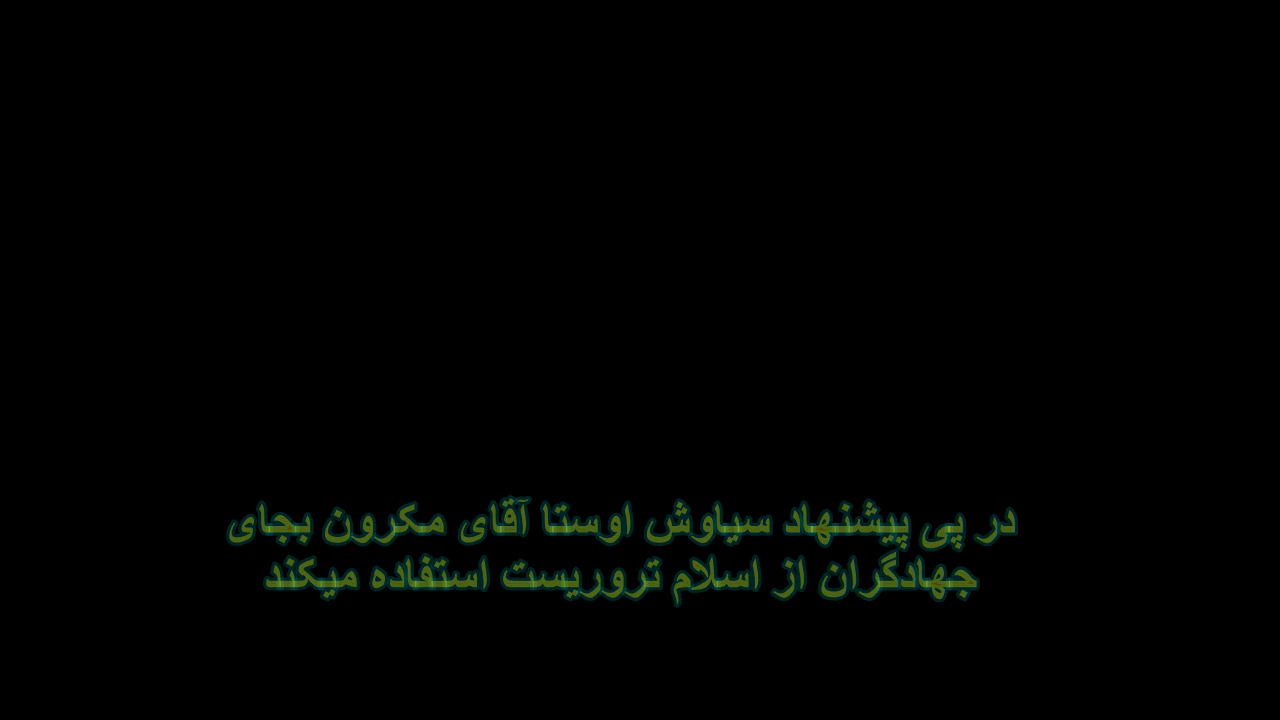 در پی پیشنهاد سیاوش اوستا آقای مکرون بجای
جهادگران از اسلام تروریست استفاده میکند